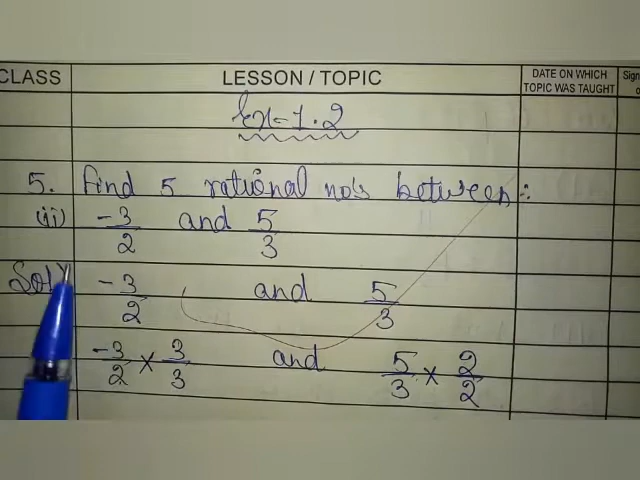 CLASS LESSON / TOPIC DATE ON WHICH TOPIC WAS TAUGHT Sign
Ex-1.2
5. Find 5 rational no's between:
(ii) -3/2 and 5/3
Solⁿ -3/2 and 5/3
-3/2 × 3/3 and 5/3 × 2/2